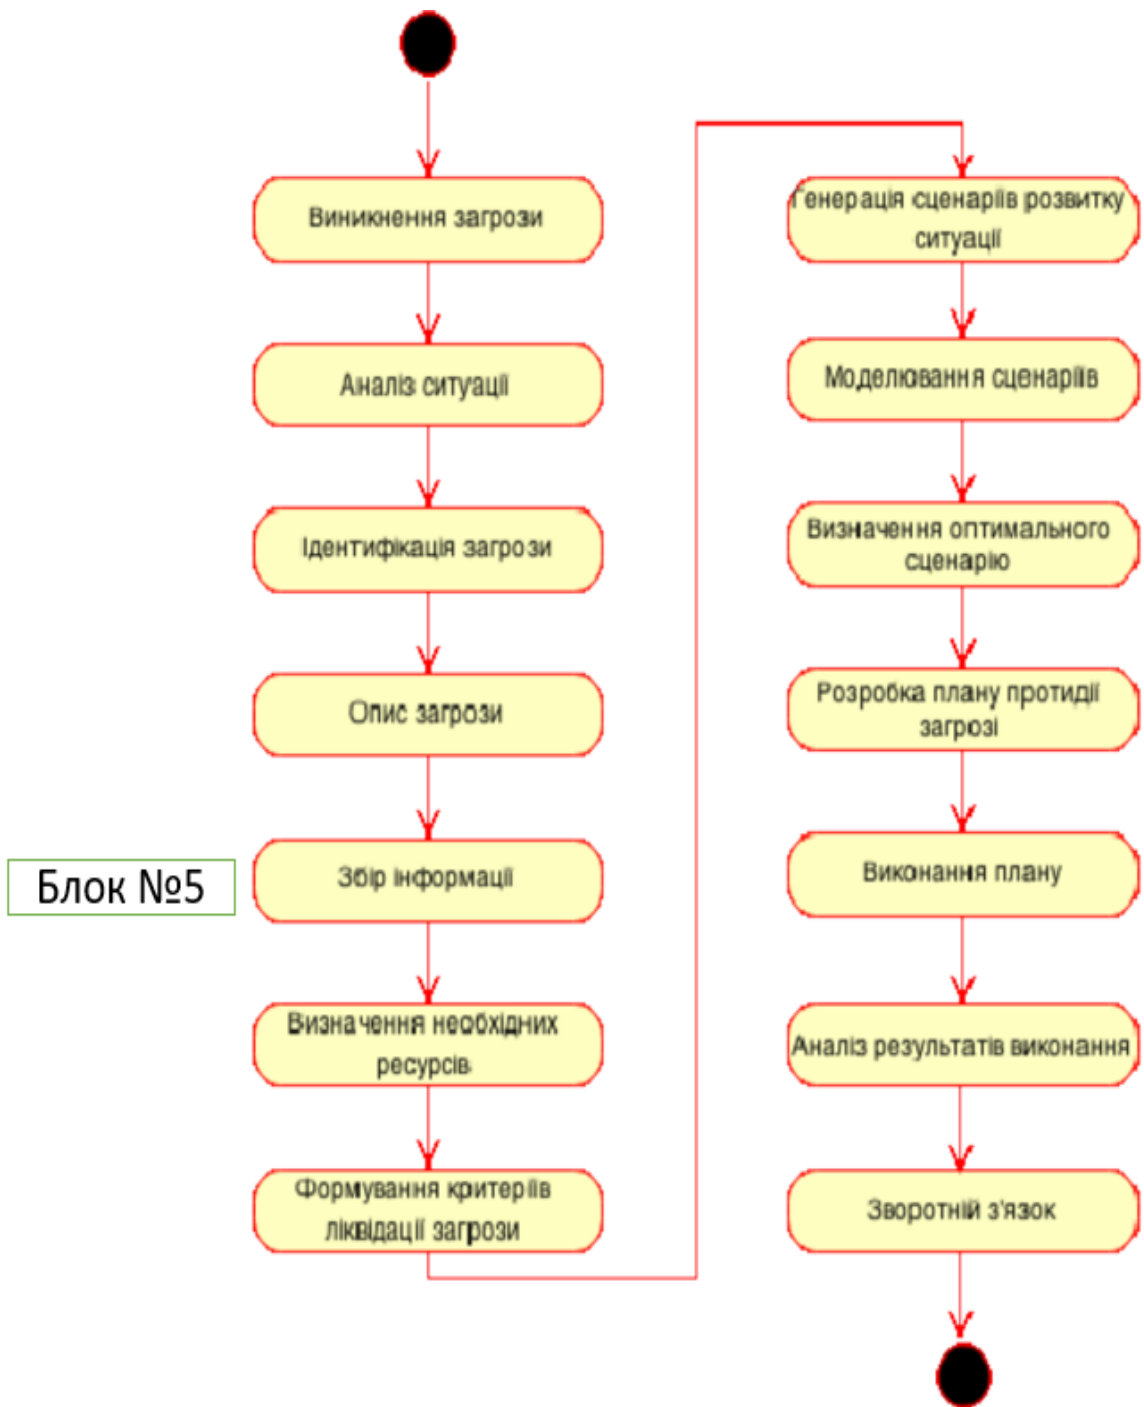 Виникнення загрози
Аналіз ситуації
Ідентифікація загрози
Опис загрози
Блок №5
Збір інформації
Визначення необхідних
ресурсів
Формування критеріїв
ліквідації загрози
Генерація сценаріїв розвитку
ситуації
Моделювання сценаріїв
Визначення оптимального
сценарію
Розробка плану протидії
загрозі
Виконання плану
Аналіз результатів виконання
Зворотній з'язок